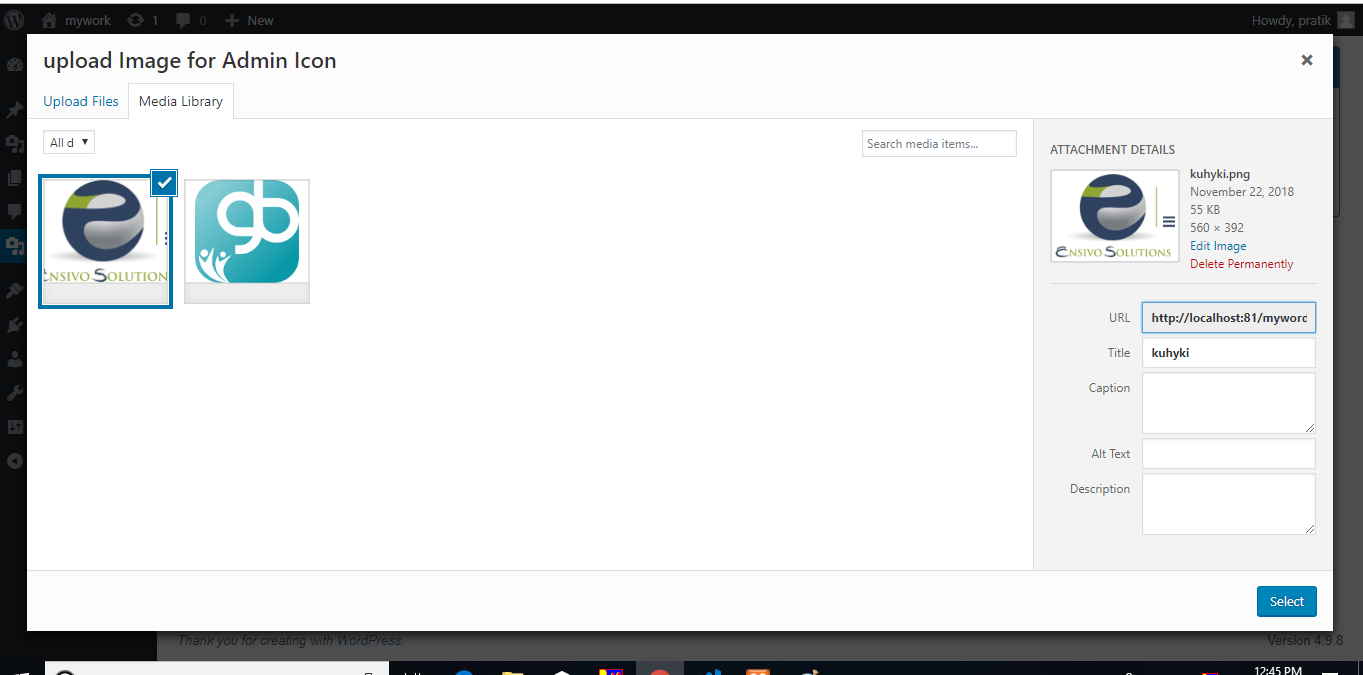 mywork 1 0 New Howdy, pratik
upload Image for Admin Icon
Upload Files Media Library
All d
Search media items...
ENSIVO SOLUTION
gb
ATTACHMENT DETAILS
ENSIVO SOLUTIONS
kuhyki.png
November 22, 2018
55 KB
560 × 392
Edit Image
Delete Permanently
URL http://localhost:81/myword
Title kuhyki
Caption
Alt Text
Description
Select
Thank you for creating with WordPress. Version 4.9.8
12:45 PM